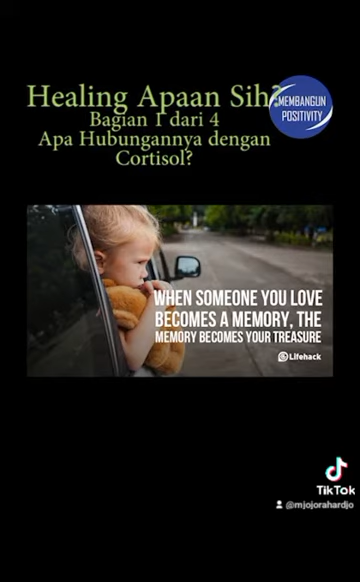 Healing Apaan Sih?
Bagian 1 dari 4
Apa Hubungannya dengan
Cortisol?
MEMBANGUN
POSITIVITY
WHEN SOMEONE YOU LOVE
BECOMES A MEMORY, THE
MEMORY BECOMES YOUR TREASURE
Lifehack
TikTok
@mjojorahardjo